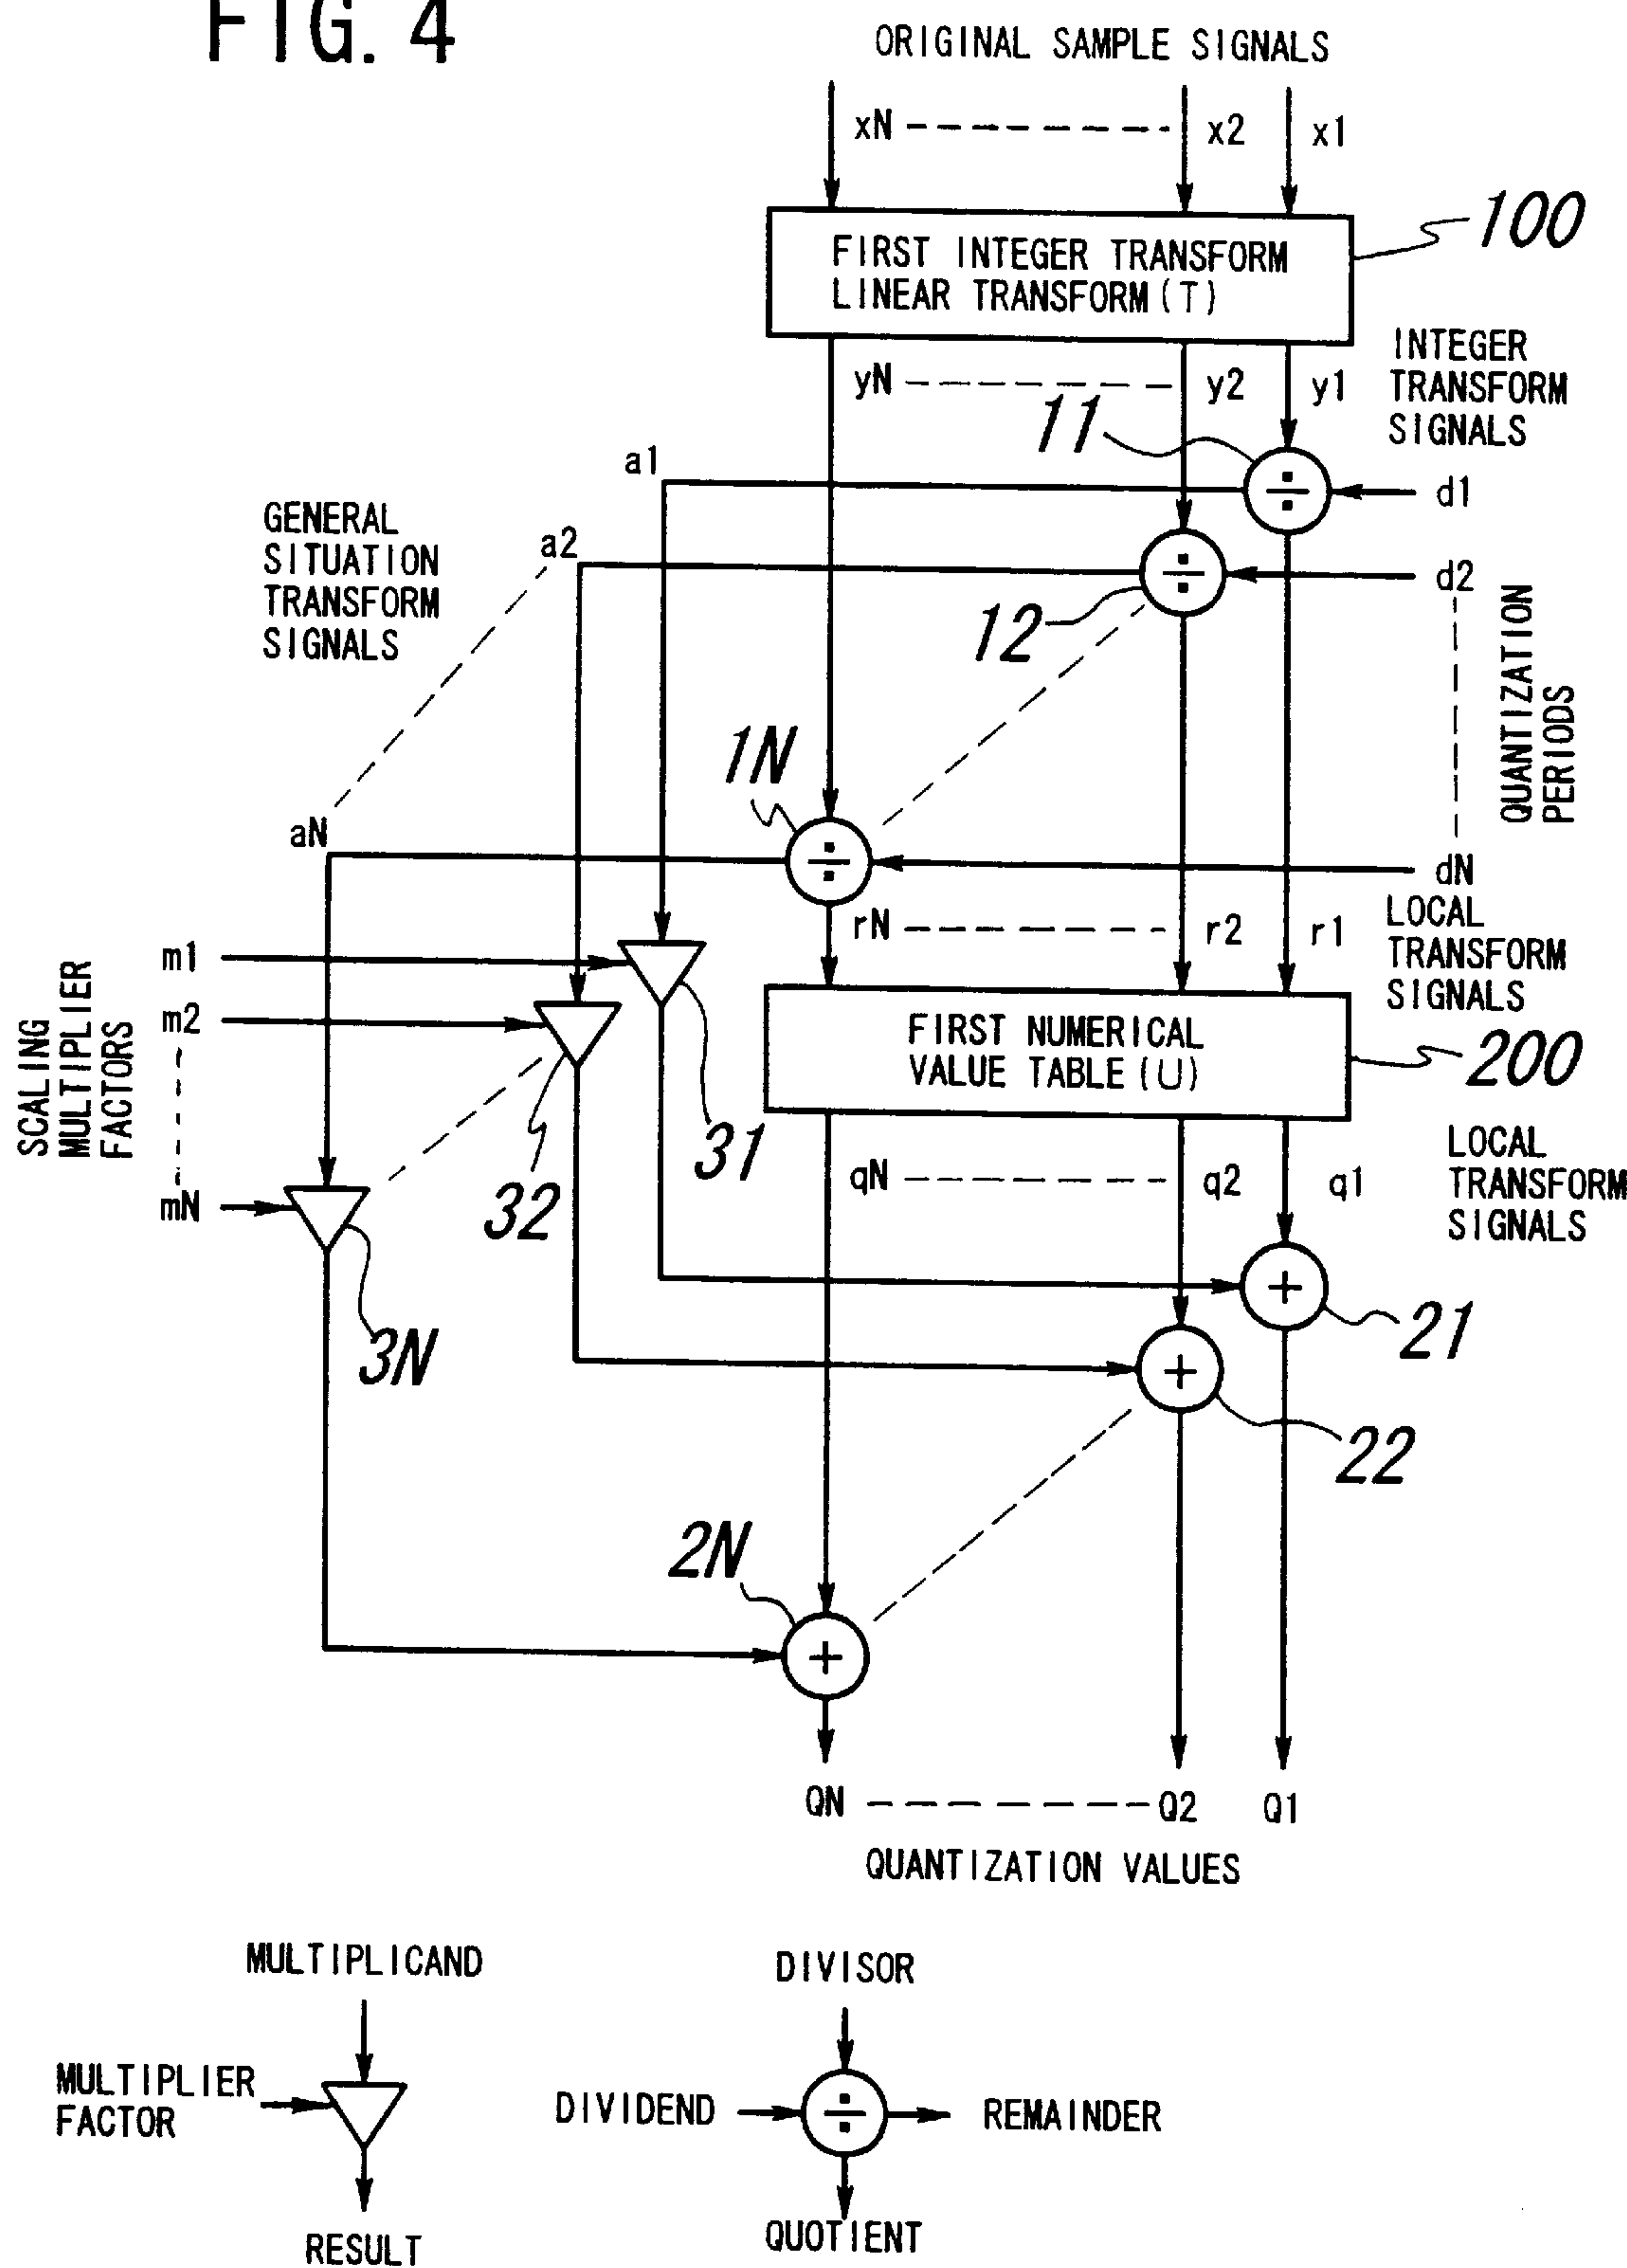 FIG. 4
ORIGINAL SAMPLE SIGNALS
xN x2 x1
100
FIRST INTEGER TRANSFORM
LINEAR TRANSFORM (T)
INTEGER
TRANSFORM
SIGNALS
yN y2 y1
11
a1
d1
GENERAL
SITUATION
TRANSFORM
SIGNALS
a2
d2
12
QUANTIZATION
PERIODS
1N
aN
dN
rN r2 r1
LOCAL
TRANSFORM
SIGNALS
m1
m2
mN
SCALING
MULTIPLIER
FACTORS
FIRST NUMERICAL
VALUE TABLE (U)
200
31
32
3N
qN q2 q1
LOCAL
TRANSFORM
SIGNALS
21
22
2N
QN Q2 Q1
QUANTIZATION VALUES
MULTIPLICAND
MULTIPLIER
FACTOR
RESULT
DIVISOR
DIVIDEND
REMAINDER
QUOTIENT